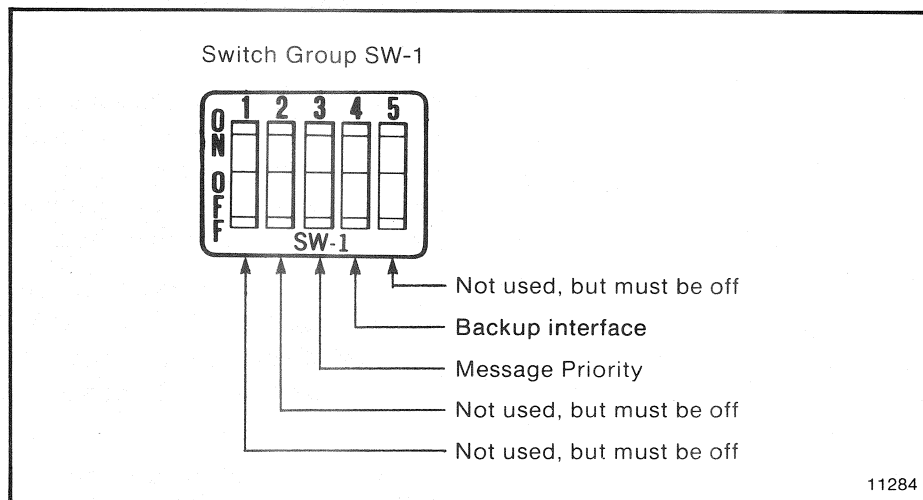 Switch Group SW-1
1 2 3 4 5
ON
OFF
SW-1
Not used, but must be off
Backup interface
Message Priority
Not used, but must be off
Not used, but must be off
11284